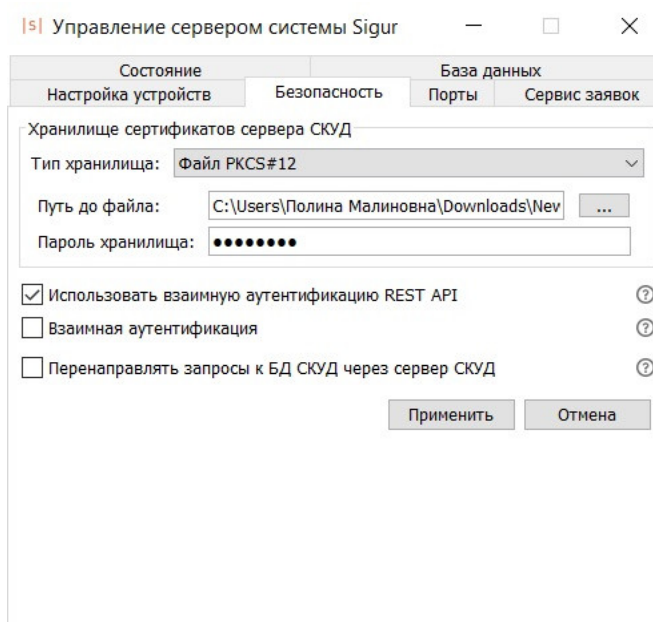 |s| Управление сервером системы Sigur
Состояние База данных
Настройка устройств Безопасность Порты Сервис заявок
Хранилище сертификатов сервера СКУД
Тип хранилища: Файл PKCS#12
Путь до файла: C:\Users\Полина Малиновна\Downloads\Nev ...
Пароль хранилища: ●●●●●●●●
Использовать взаимную аутентификацию REST API ?
Взаимная аутентификация ?
Перенаправлять запросы к БД СКУД через сервер СКУД ?
Применить Отмена